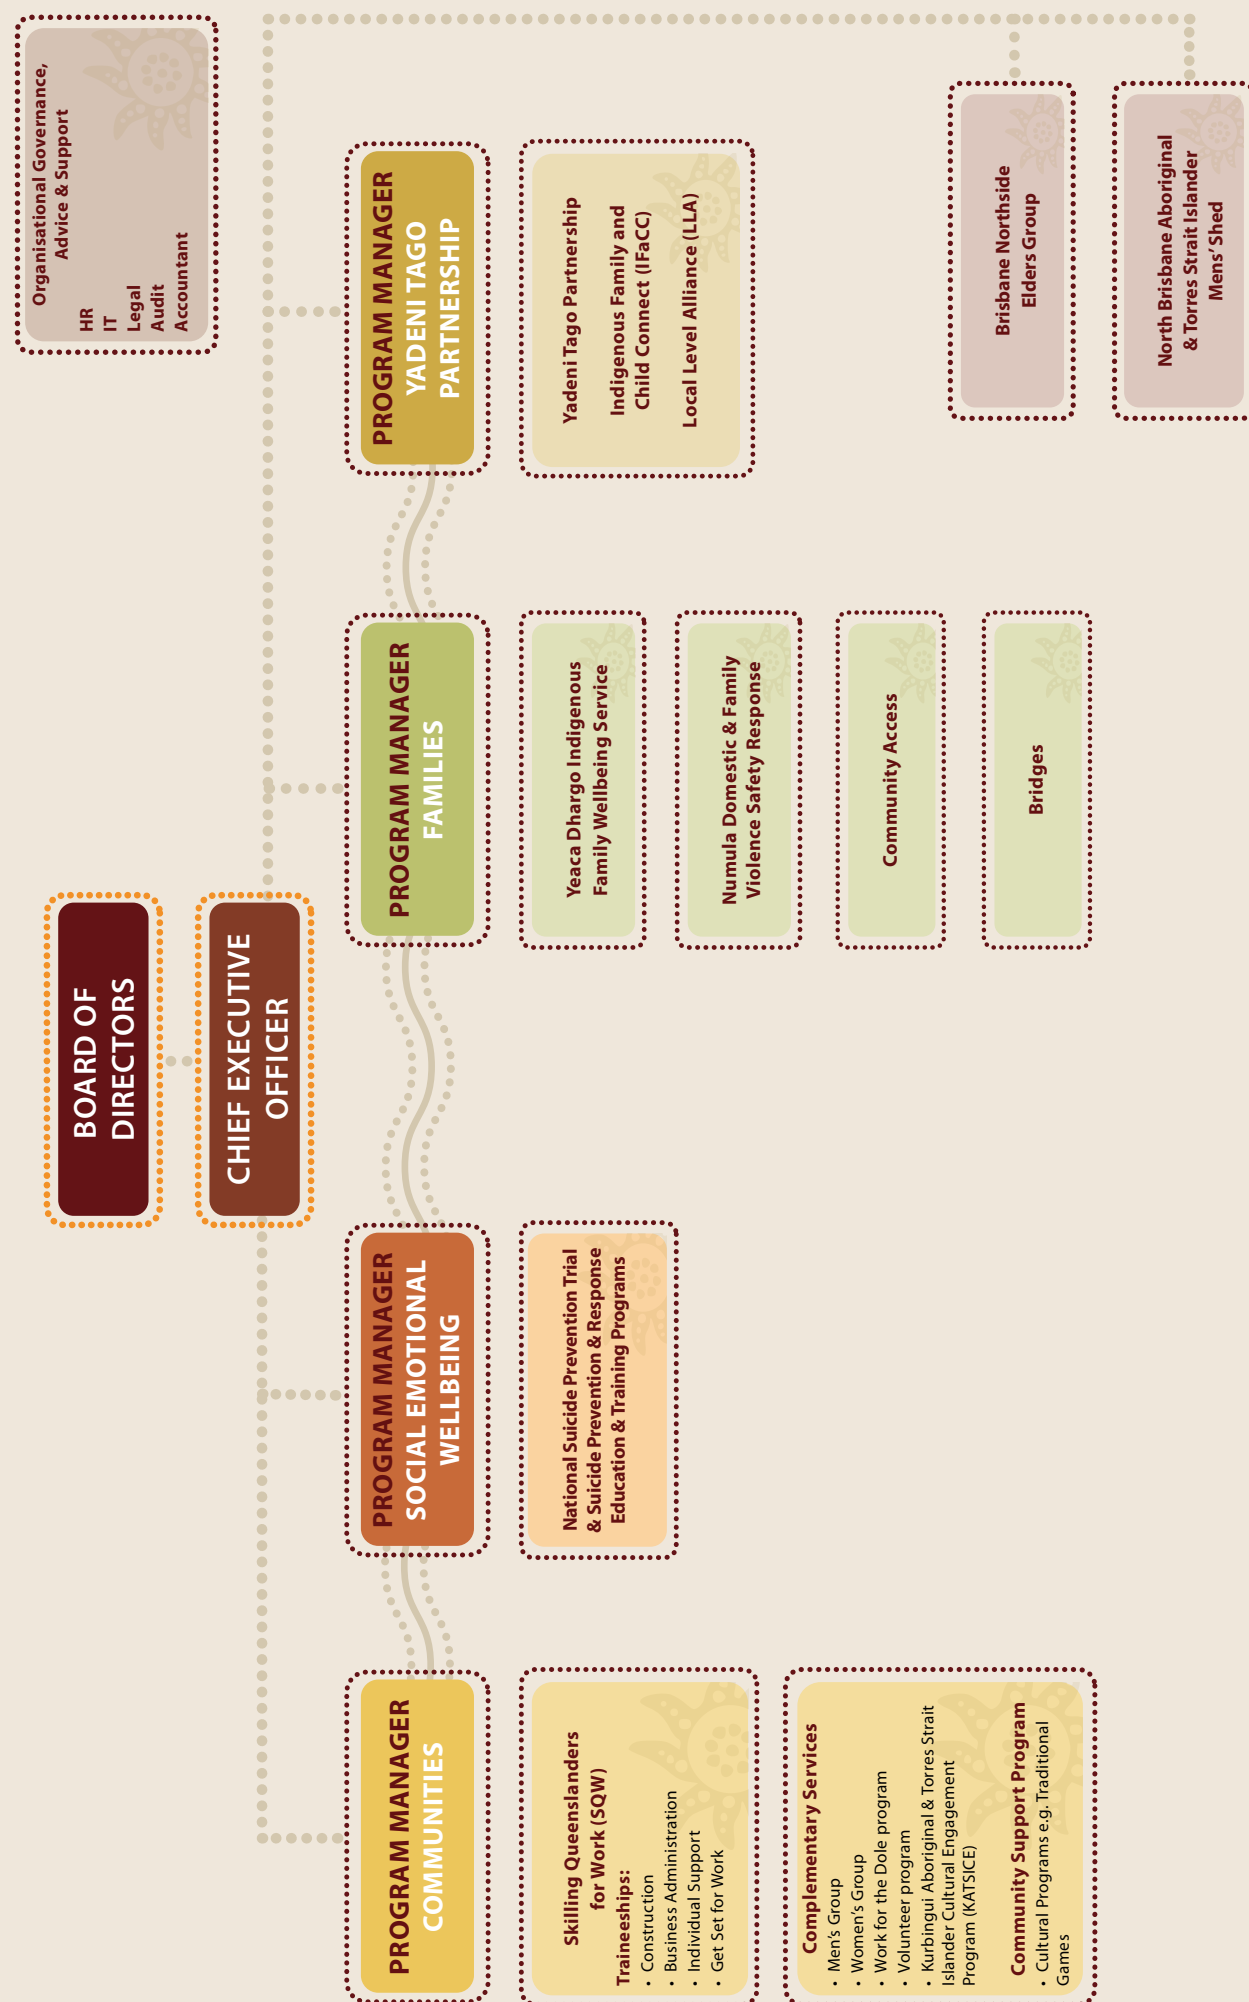 BOARD OF
DIRECTORS
CHIEF EXECUTIVE
OFFICER
Organisational Governance,
Advice & Support
HR
IT
Legal
Audit
Accountant
PROGRAM MANAGER
COMMUNITIES
Skilling Queenslanders
for Work (SQW)
Traineeships:
• Construction
• Business Administration
• Individual Support
• Get Set for Work
Complementary Services
• Men's Group
• Women's Group
• Work for the Dole program
• Volunteer program
• Kurbingui Aboriginal & Torres Strait
Islander Cultural Engagement
Program (KATSICE)
Community Support Program
• Cultural Programs e.g. Traditional
Games
PROGRAM MANAGER
SOCIAL EMOTIONAL
WELLBEING
National Suicide Prevention Trial
& Suicide Prevention & Response
Education & Training Programs
PROGRAM MANAGER
FAMILIES
Yeaca Dhargo Indigenous
Family Wellbeing Service
Numula Domestic & Family
Violence Safety Response
Community Access
Bridges
PROGRAM MANAGER
YADENI TAGO
PARTNERSHIP
Yadeni Tago Partnership
Indigenous Family and
Child Connect (IFaCC)
Local Level Alliance (LLA)
Brisbane Northside
Elders Group
North Brisbane Aboriginal
& Torres Strait Islander
Mens' Shed